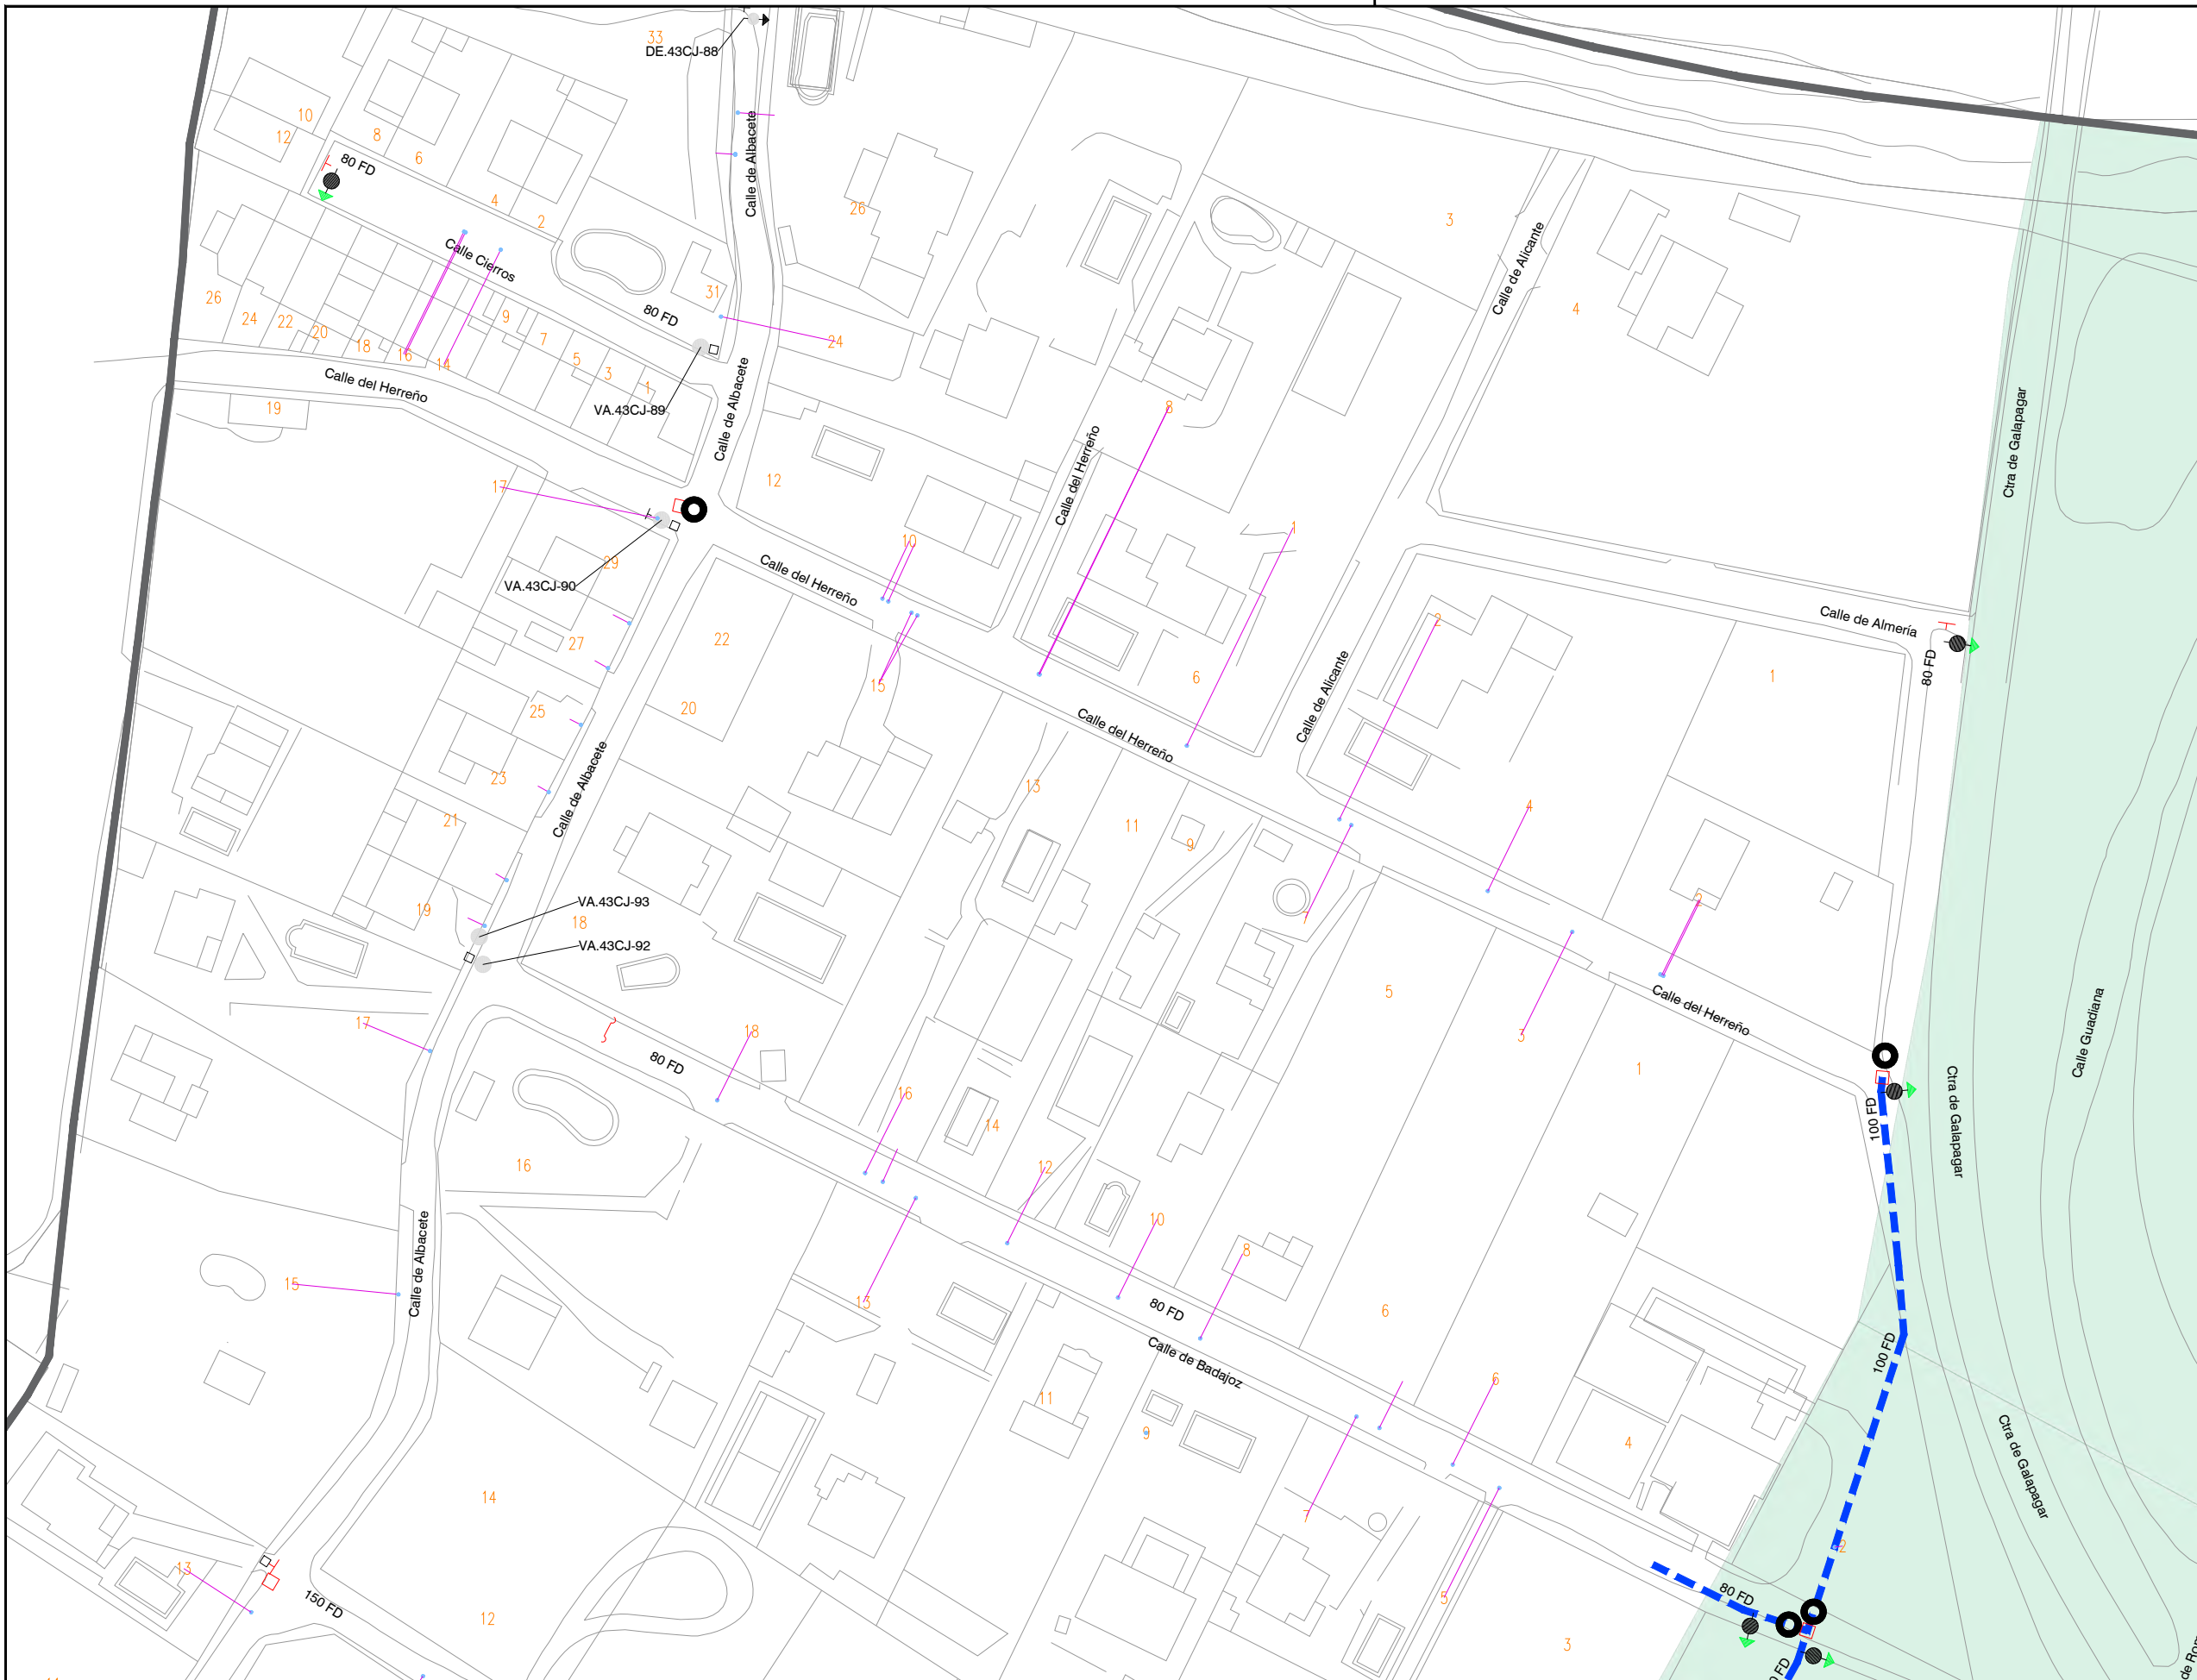 33
DE.43CJ-88
10
12
8
6
80 FD
4
2
Calle de Albacete
26
3
Calle de Alicante
4
Calle Cierros
31
80 FD
24
26
24
22
20
18
16
14
9
7
5
3
1
Calle del Herreño
19
VA.43CJ-89
Calle de Albacete
8
Ctra de Galapagar
12
Calle del Herreño
17
10
1
29
VA.43CJ-90
Calle del Herreño
2
Calle de Almería
27
22
15
6
80 FD
1
25
20
Calle de Alicante
Calle del Herreño
23
Calle de Albacete
13
21
11
9
4
19
VA.43CJ-93
18
7
VA.43CJ-92
5
3
Calle del Herreño
Calle Guadiana
17
18
80 FD
1
16
14
100 FD
Ctra de Galapagar
16
12
10
8
Calle de Albacete
15
13
80 FD
6
Calle de Badajoz
100 FD
6
11
9
4
14
7
Ctra de Galapagar
2
13
5
80 FD
150 FD
12
3